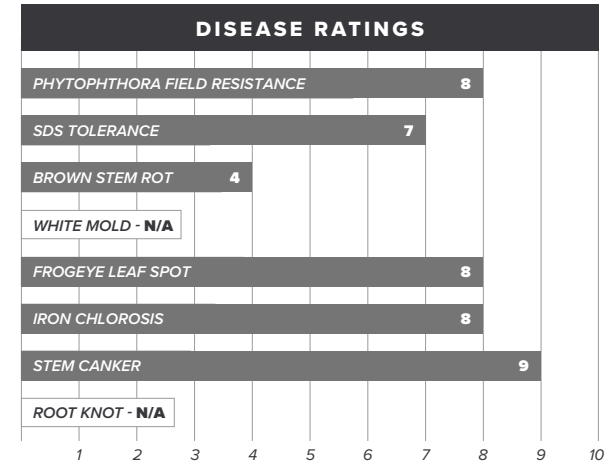 DISEASE RATINGS
PHYTOPHTHORA FIELD RESISTANCE 8
SDS TOLERANCE 7
BROWN STEM ROT 4
WHITE MOLD - N/A
FROGEYE LEAF SPOT 8
IRON CHLOROSIS 8
STEM CANKER 9
ROOT KNOT - N/A
1 2 3 4 5 6 7 8 9 10